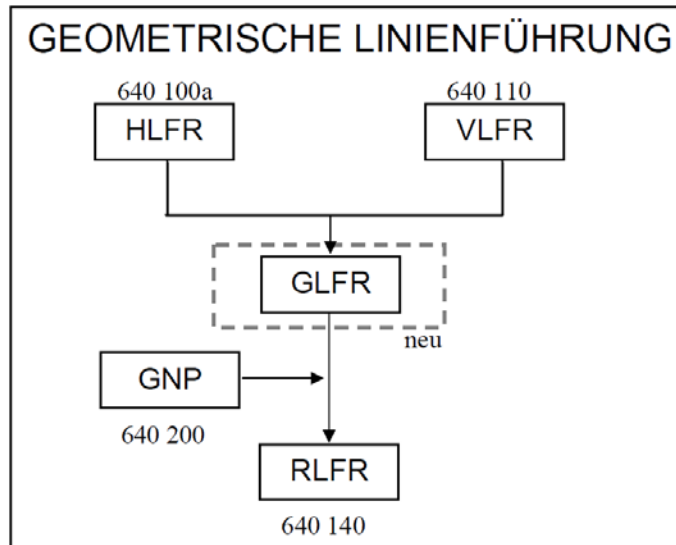 GEOMETRISCHE LINIENFÜHRUNG
640 100a
640 110
HLFR
VLFR
GLFR
neu
GNP
640 200
RLFR
640 140